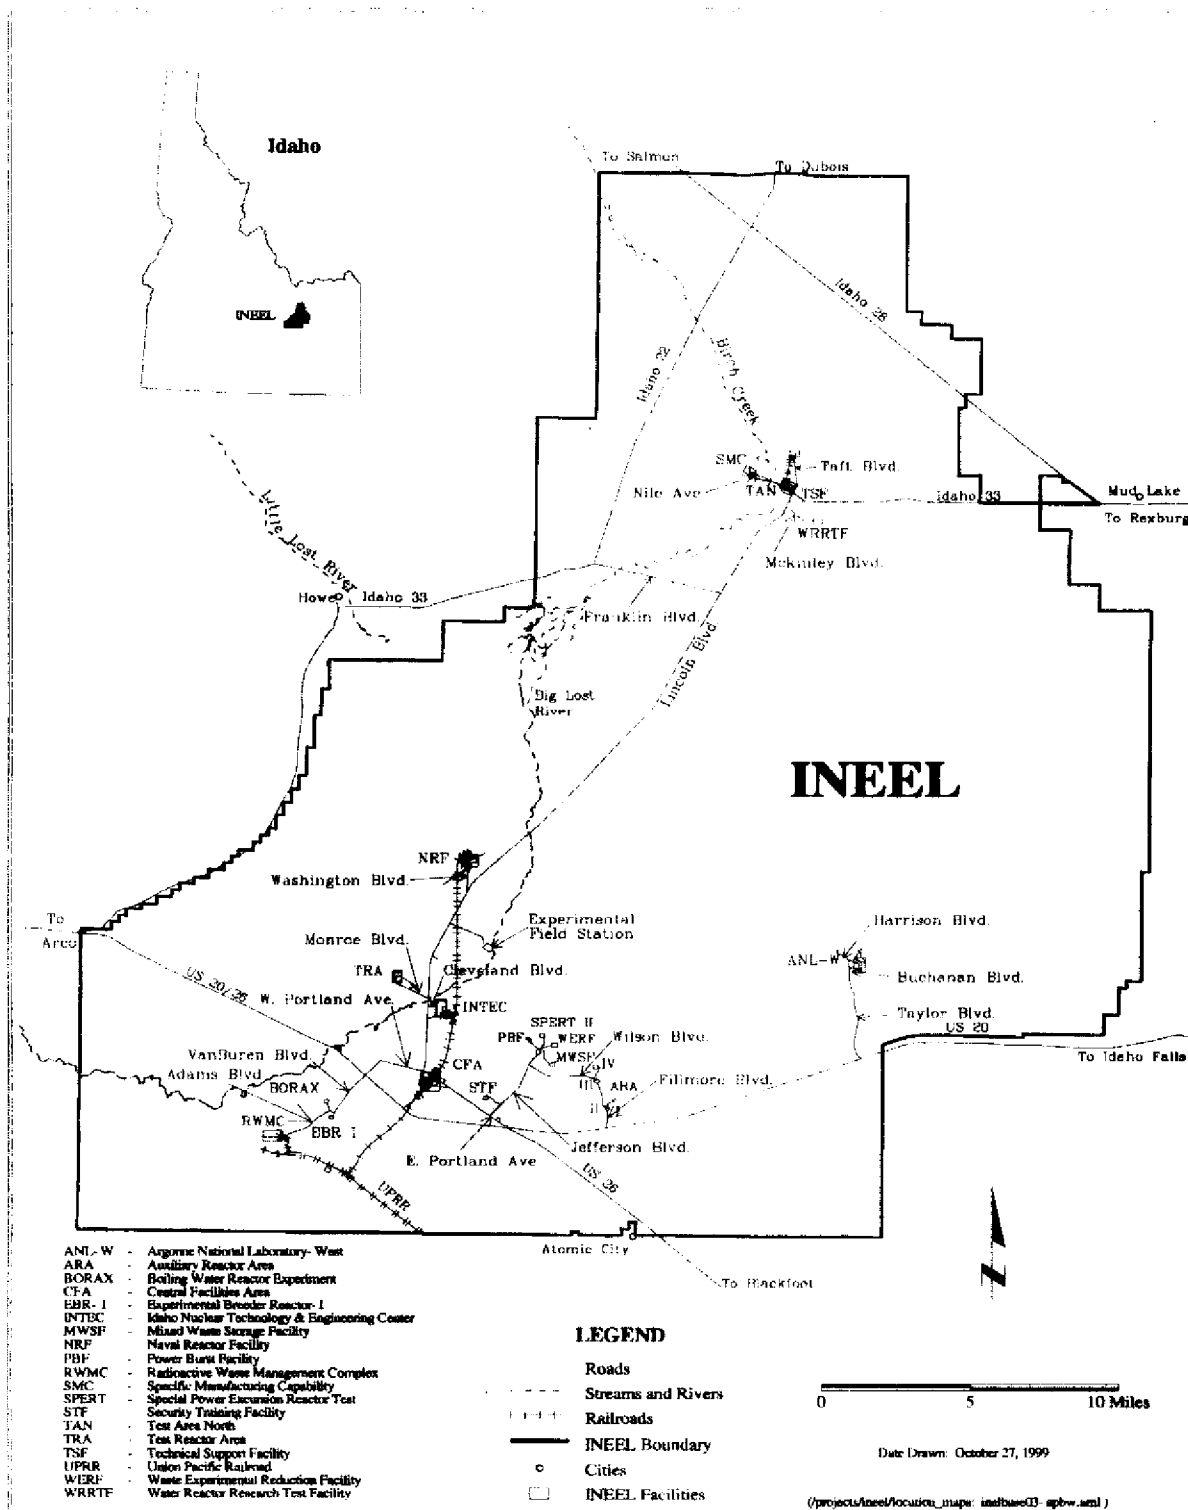 Idaho
INEEL
To Salmon
To Dubois
Idaho 28
Idaho 22
Birch Creek
SMC
Taft Blvd.
Nile Ave
TAN
TSF
Idaho 33
Mud Lake
To Rexburg
WRRTF
McKinley Blvd.
Little Lost River
Howe
Idaho 33
Franklin Blvd.
Lincoln Blvd
Big Lost
River
INEEL
NRF
Washington Blvd.
To
Arco
Experimental
Field Station
Harrison Blvd.
Monroe Blvd.
ANL-W
TRA
Cleveland Blvd.
Buchanan Blvd.
US 20/26
W. Portland Ave
INTEC
Taylor Blvd.
US 20
SPERT II
PBF
WERF
Wilson Blvd.
To Idaho Falls
VanBuren Blvd.
MWSF
IV
Adams Blvd
CFA
BORAX
STF
III
ARA
Fillmore Blvd.
RWMC
EBR I
II
Jefferson Blvd.
E. Portland Ave
US 26
UPRR
Atomic City
To Blackfoot
ANL-W - Argonne National Laboratory-West
ARA - Auxiliary Reactor Area
BORAX - Boiling Water Reactor Experiment
CFA - Central Facilities Area
EBR-1 - Experimental Breeder Reactor-1
INTEC - Idaho Nuclear Technology & Engineering Center
MWSF - Mixed Waste Storage Facility
NRF - Naval Reactor Facility
PBF - Power Burst Facility
RWMC - Radioactive Waste Management Complex
SMC - Specific Manufacturing Capability
SPERT - Special Power Excursion Reactor Test
STF - Security Training Facility
TAN - Test Area North
TRA - Test Reactor Area
TSF - Technical Support Facility
UPRR - Union Pacific Railroad
WERF - Waste Experimental Reduction Facility
WRRTF - Water Reactor Research Test Facility
LEGEND
Roads
Streams and Rivers
Railroads
INEEL Boundary
Cities
INEEL Facilities
0 5 10 Miles
Date Drawn: October 27, 1999
(/projects/ineel/location_maps: